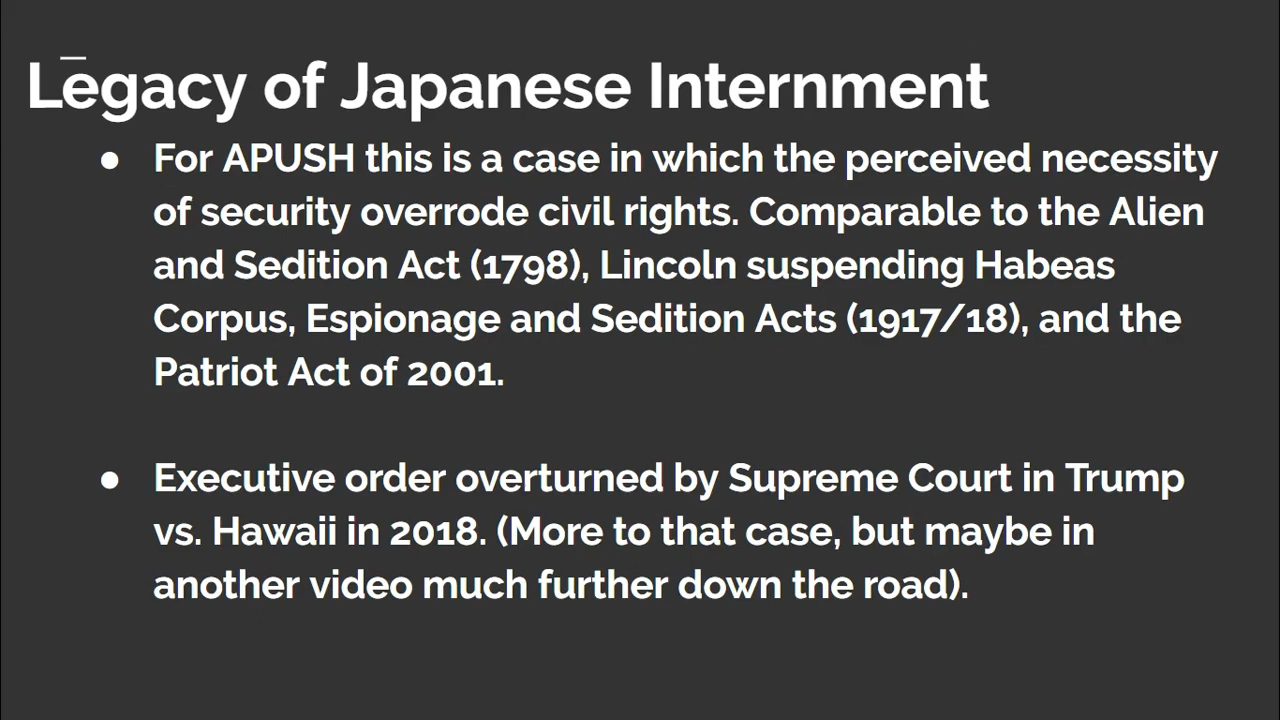 Legacy of Japanese Internment
● For APUSH this is a case in which the perceived necessity
of security overrode civil rights. Comparable to the Alien
and Sedition Act (1798), Lincoln suspending Habeas
Corpus, Espionage and Sedition Acts (1917/18), and the
Patriot Act of 2001.
● Executive order overturned by Supreme Court in Trump
vs. Hawaii in 2018. (More to that case, but maybe in
another video much further down the road).